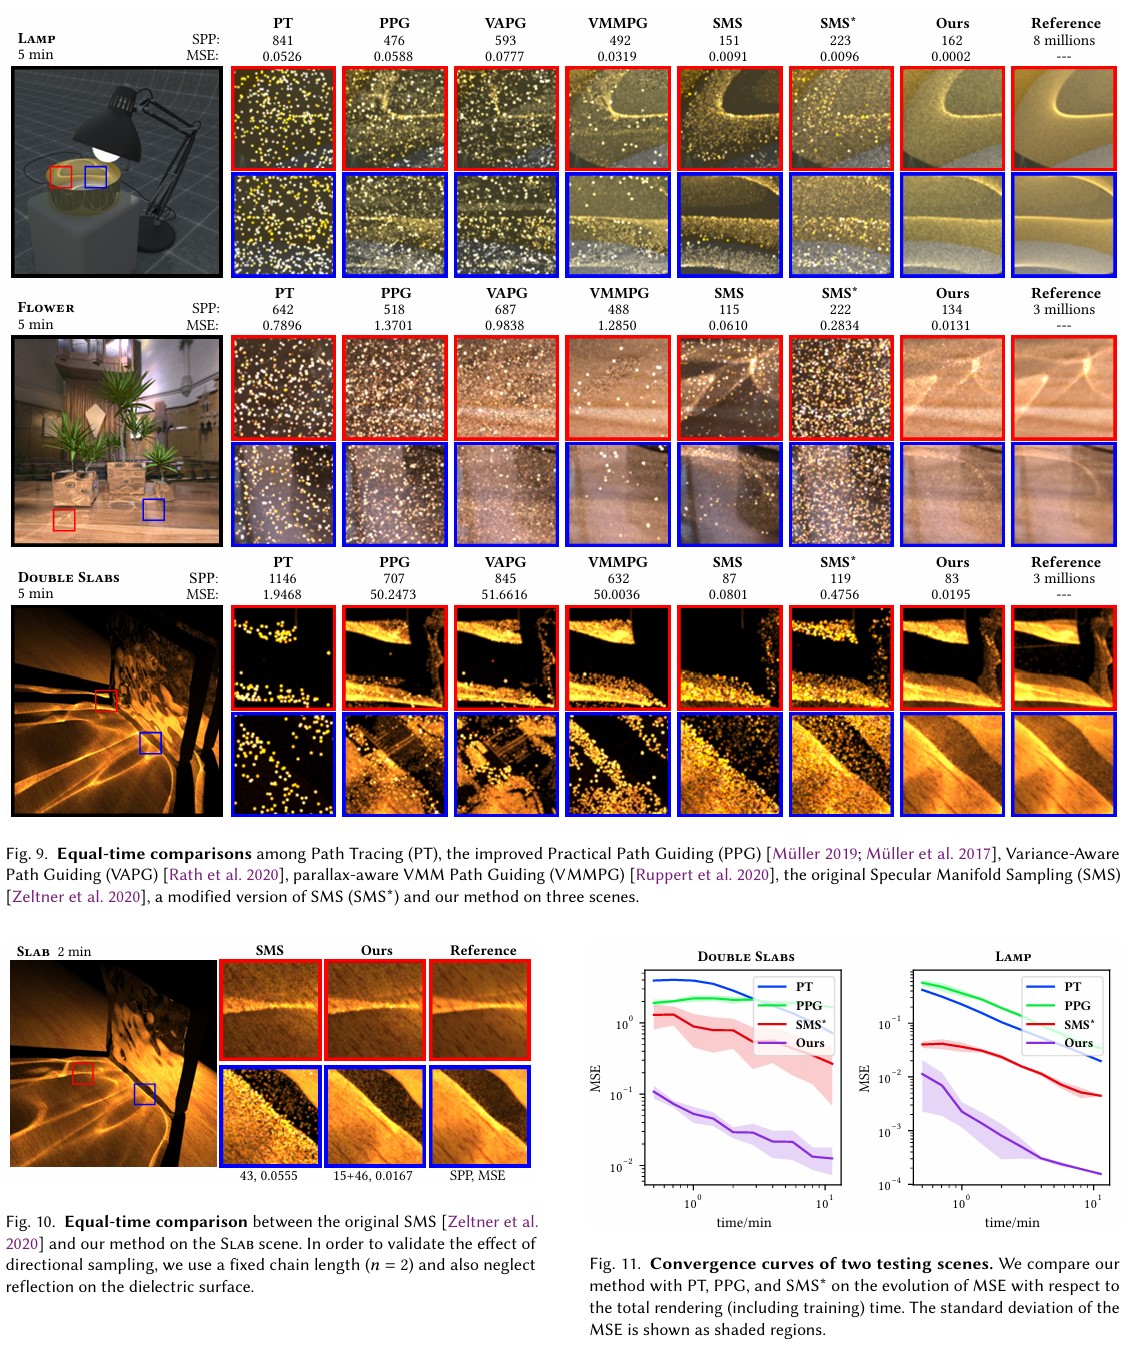 PT PPG VAPG VMMPG SMS SMS* Ours Reference
LAMP SPP: 841 476 593 492 151 223 162 8 millions
5 min MSE: 0.0526 0.0588 0.0777 0.0319 0.0091 0.0096 0.0002 ---
PT PPG VAPG VMMPG SMS SMS* Ours Reference
FLOWER SPP: 642 518 687 488 115 222 134 3 millions
5 min MSE: 0.7896 1.3701 0.9838 1.2850 0.0610 0.2834 0.0131 ---
PT PPG VAPG VMMPG SMS SMS* Ours Reference
DOUBLE SLABS SPP: 1146 707 845 632 87 119 83 3 millions
5 min MSE: 1.9468 50.2473 51.6616 50.0036 0.0801 0.4756 0.0195 ---
Fig. 9. Equal-time comparisons among Path Tracing (PT), the improved Practical Path Guiding (PPG) [Müller 2019; Müller et al. 2017], Variance-Aware
Path Guiding (VAPG) [Rath et al. 2020], parallax-aware VMM Path Guiding (VMMPG) [Ruppert et al. 2020], the original Specular Manifold Sampling (SMS)
[Zeltner et al. 2020], a modified version of SMS (SMS*) and our method on three scenes.
SLAB 2 min SMS Ours Reference
43, 0.0555 15+46, 0.0167 SPP, MSE
Fig. 10. Equal-time comparison between the original SMS [Zeltner et al.
2020] and our method on the SLAB scene. In order to validate the effect of
directional sampling, we use a fixed chain length (n = 2) and also neglect
reflection on the dielectric surface.
DOUBLE SLABS
PT
PPG
SMS*
Ours
MSE
10⁰
10⁻¹
10⁻²
10⁰ 10¹
time/min
LAMP
PT
PPG
SMS*
Ours
MSE
10⁻¹
10⁻²
10⁻³
10⁻⁴
10⁰ 10¹
time/min
Fig. 11. Convergence curves of two testing scenes. We compare our
method with PT, PPG, and SMS* on the evolution of MSE with respect to
the total rendering (including training) time. The standard deviation of the
MSE is shown as shaded regions.